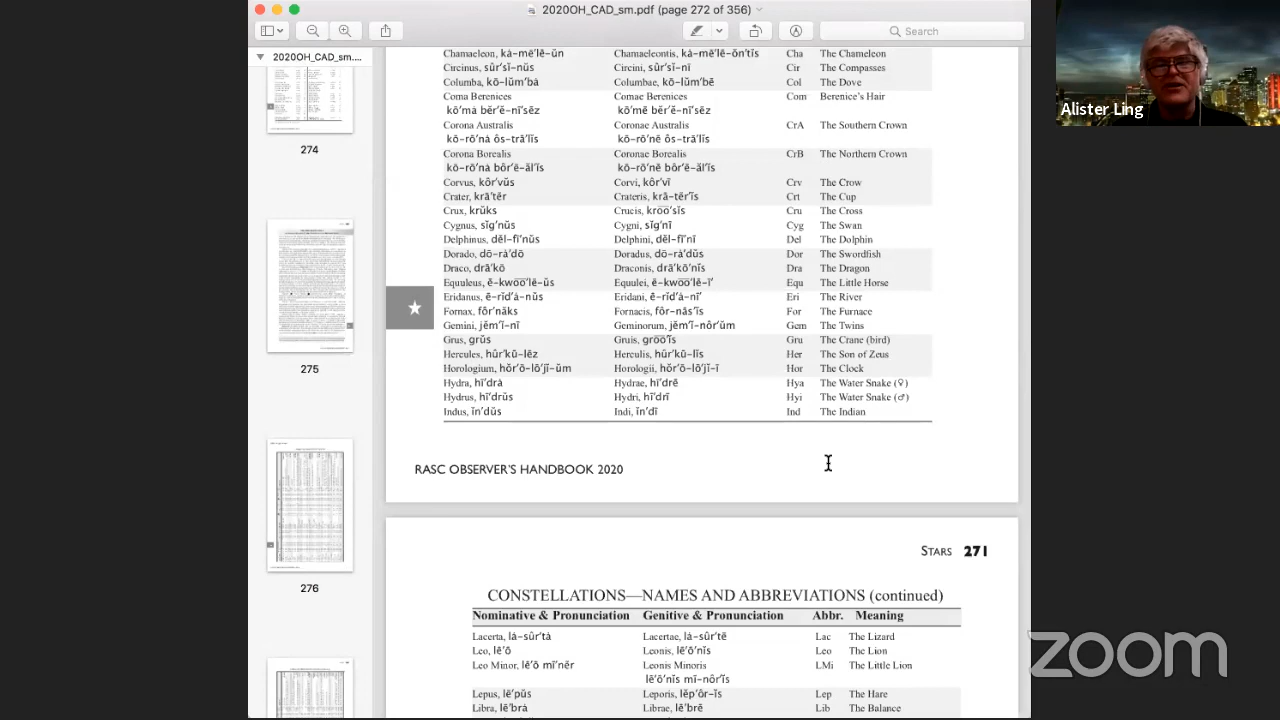 2020OH_CAD_sm.pdf (page 272 of 356)
Search
2020OH_CAD_sm....
274
275
276
Chamaeleon, kà–mē′lē–ŭn Chamaeleontis, kà–mē′lē–ŏn′tĭs Cha The Chameleon
Circinus, sûr′sĭ–nŭs Circini, sûr′sĭ–nī Cir The Compasses
Columba, kō–lŭm′bà Columbae, kō–lŭm′bē Col The Dove
Coma Berenices Comae Berenices Com Berenice's Hair
kō′mà bĕr′ē–nī′sēz kō′mē bĕr′ē–nī′sēz
Corona Australis Coronae Australis CrA The Southern Crown
kō–rō′nà ôs–trā′lĭs kō–rō′nē ôs–trā′lĭs
Corona Borealis Coronae Borealis CrB The Northern Crown
kō–rō′nà bôr′ē–ăl′ĭs kō–rō′nē bôr′ē–ăl′ĭs
Corvus, kôr′vŭs Corvi, kôr′vī Crv The Crow
Crater, krā′tĕr Crateris, krā–tĕr′ĭs Crt The Cup
Crux, krŭks Crucis, kroo′sĭs Cru The Cross
Cygnus, sĭg′nŭs Cygni, sĭg′nī Cyg The Swan
Delphinus, dĕl–fī′nŭs Delphini, dĕl–fī′nī Del The Dolphin
Dorado, dō–rà′dō Doradus, dō–rà′dŭs Dor The Swordfish
Draco, drā′kō Draconis, drā′kō′nĭs Dra The Dragon
Equuleus, ē–kwoo′lē–ŭs Equulei, ē–kwoo′lē–ī′ Equ The Little Horse
Eridanus, ē–rĭd′à–nŭs Eridani, ē–rĭd′à–nī′ Eri The River
Fornax, fôr′năks Fornacis, fôr–nās′ĭs For The Furnace
Gemini, jĕm′ĭ–nī Geminorum, jĕm′ĭ–nôr′ŭm Gem The Twins
Grus, grŭs Gruis, groo′ĭs Gru The Crane (bird)
Hercules, hûr′kū–lēz Herculis, hûr′kū–lĭs Her The Son of Zeus
Horologium, hŏr′ō–lō′jĭ–ŭm Horologii, hŏr′ō–lō′jĭ–ī Hor The Clock
Hydra, hī′drà Hydrae, hī′drē Hya The Water Snake (♀)
Hydrus, hī′drŭs Hydri, hī′drī Hyi The Water Snake (♂)
Indus, ĭn′dŭs Indi, ĭn′dī Ind The Indian
RASC OBSERVER'S HANDBOOK 2020
STARS 271
CONSTELLATIONS—NAMES AND ABBREVIATIONS (continued)
Nominative & Pronunciation Genitive & Pronunciation Abbr. Meaning
Lacerta, là–sûr′tà Lacertae, là–sûr′tē Lac The Lizard
Leo, lē′ō Leonis, lē′ō′nĭs Leo The Lion
Leo Minor, lē′ō mī′nĕr Leonis Minoris LMi The Little Lion
lē′ō′nĭs mī–nôr′ĭs
Lepus, lē′pŭs Leporis, lĕp′ôr–ĭs Lep The Hare
Libra, lē′brà Librae, lē′brē Lib The Balance
Alister Ling
zoom